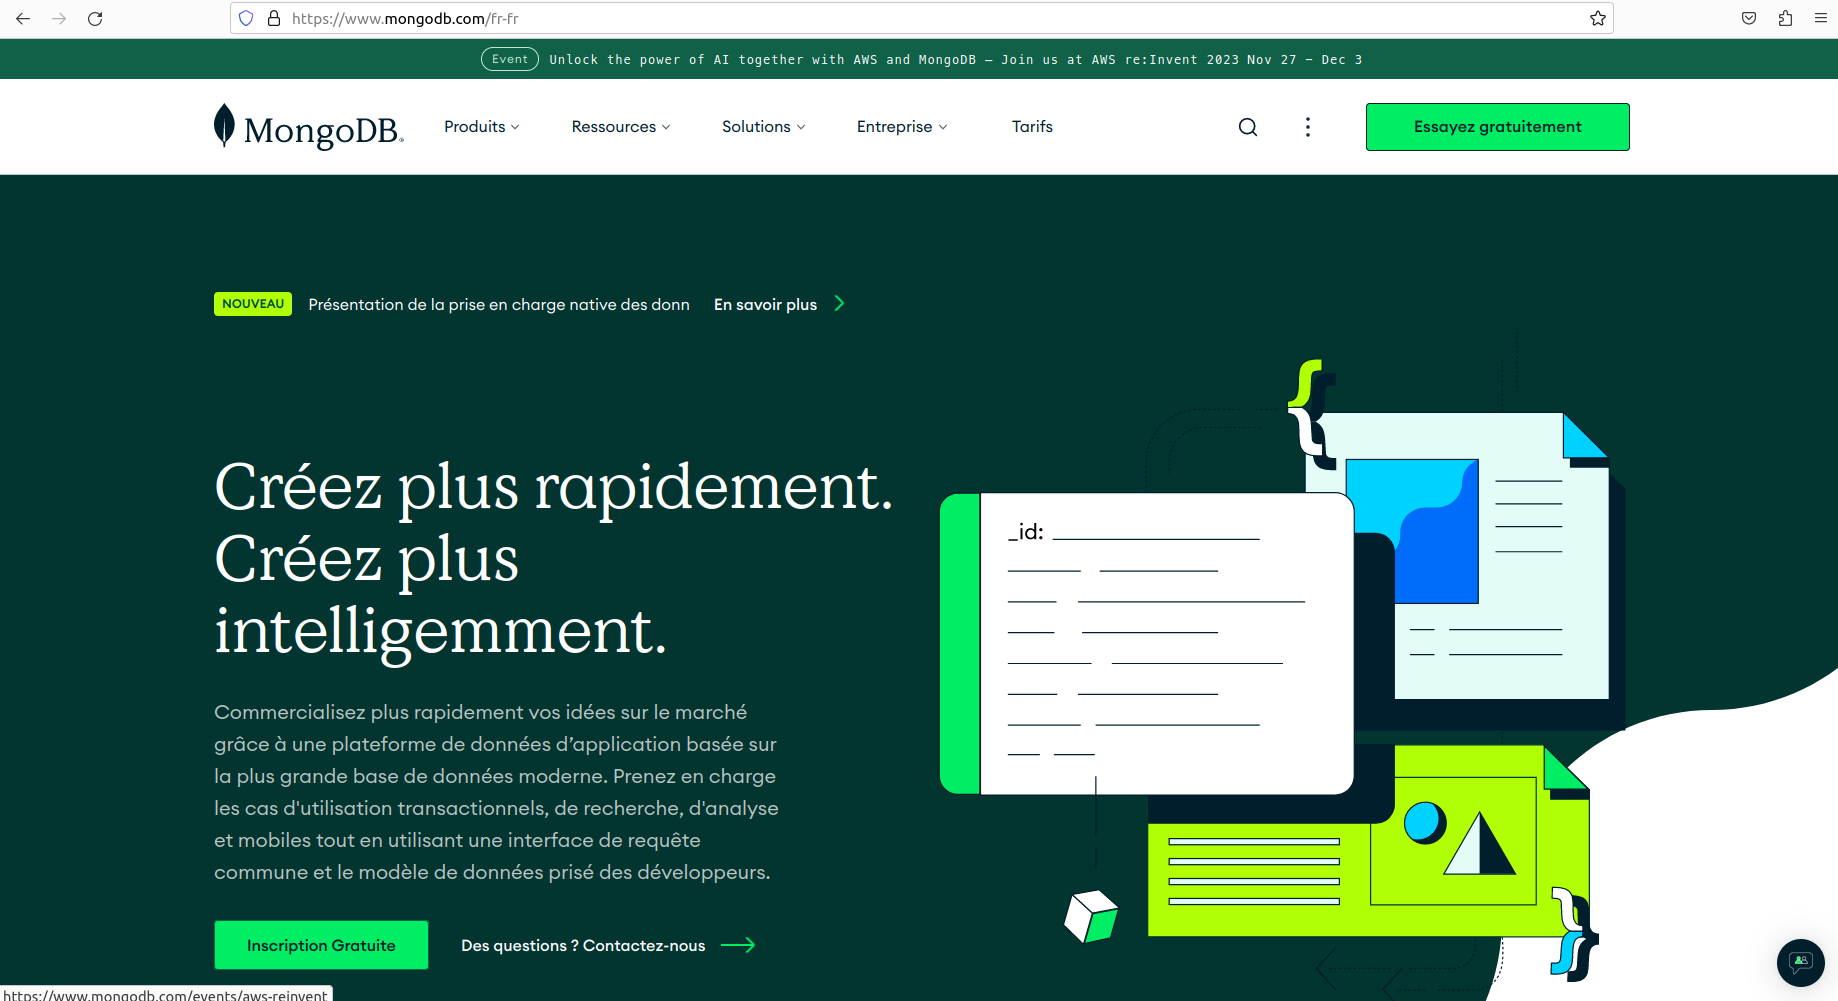 https://www.mongodb.com/fr-fr
Event Unlock the power of AI together with AWS and MongoDB — Join us at AWS re:Invent 2023 Nov 27 – Dec 3
MongoDB. Produits Ressources Solutions Entreprise Tarifs Essayez gratuitement
NOUVEAU Présentation de la prise en charge native des donn En savoir plus
Créez plus rapidement.
Créez plus
intelligemment.
_id:
Commercialisez plus rapidement vos idées sur le marché
grâce à une plateforme de données d’application basée sur
la plus grande base de données moderne. Prenez en charge
les cas d'utilisation transactionnels, de recherche, d'analyse
et mobiles tout en utilisant une interface de requête
commune et le modèle de données prisé des développeurs.
Inscription Gratuite Des questions ? Contactez-nous
https://www.mongodb.com/events/aws-reinvent